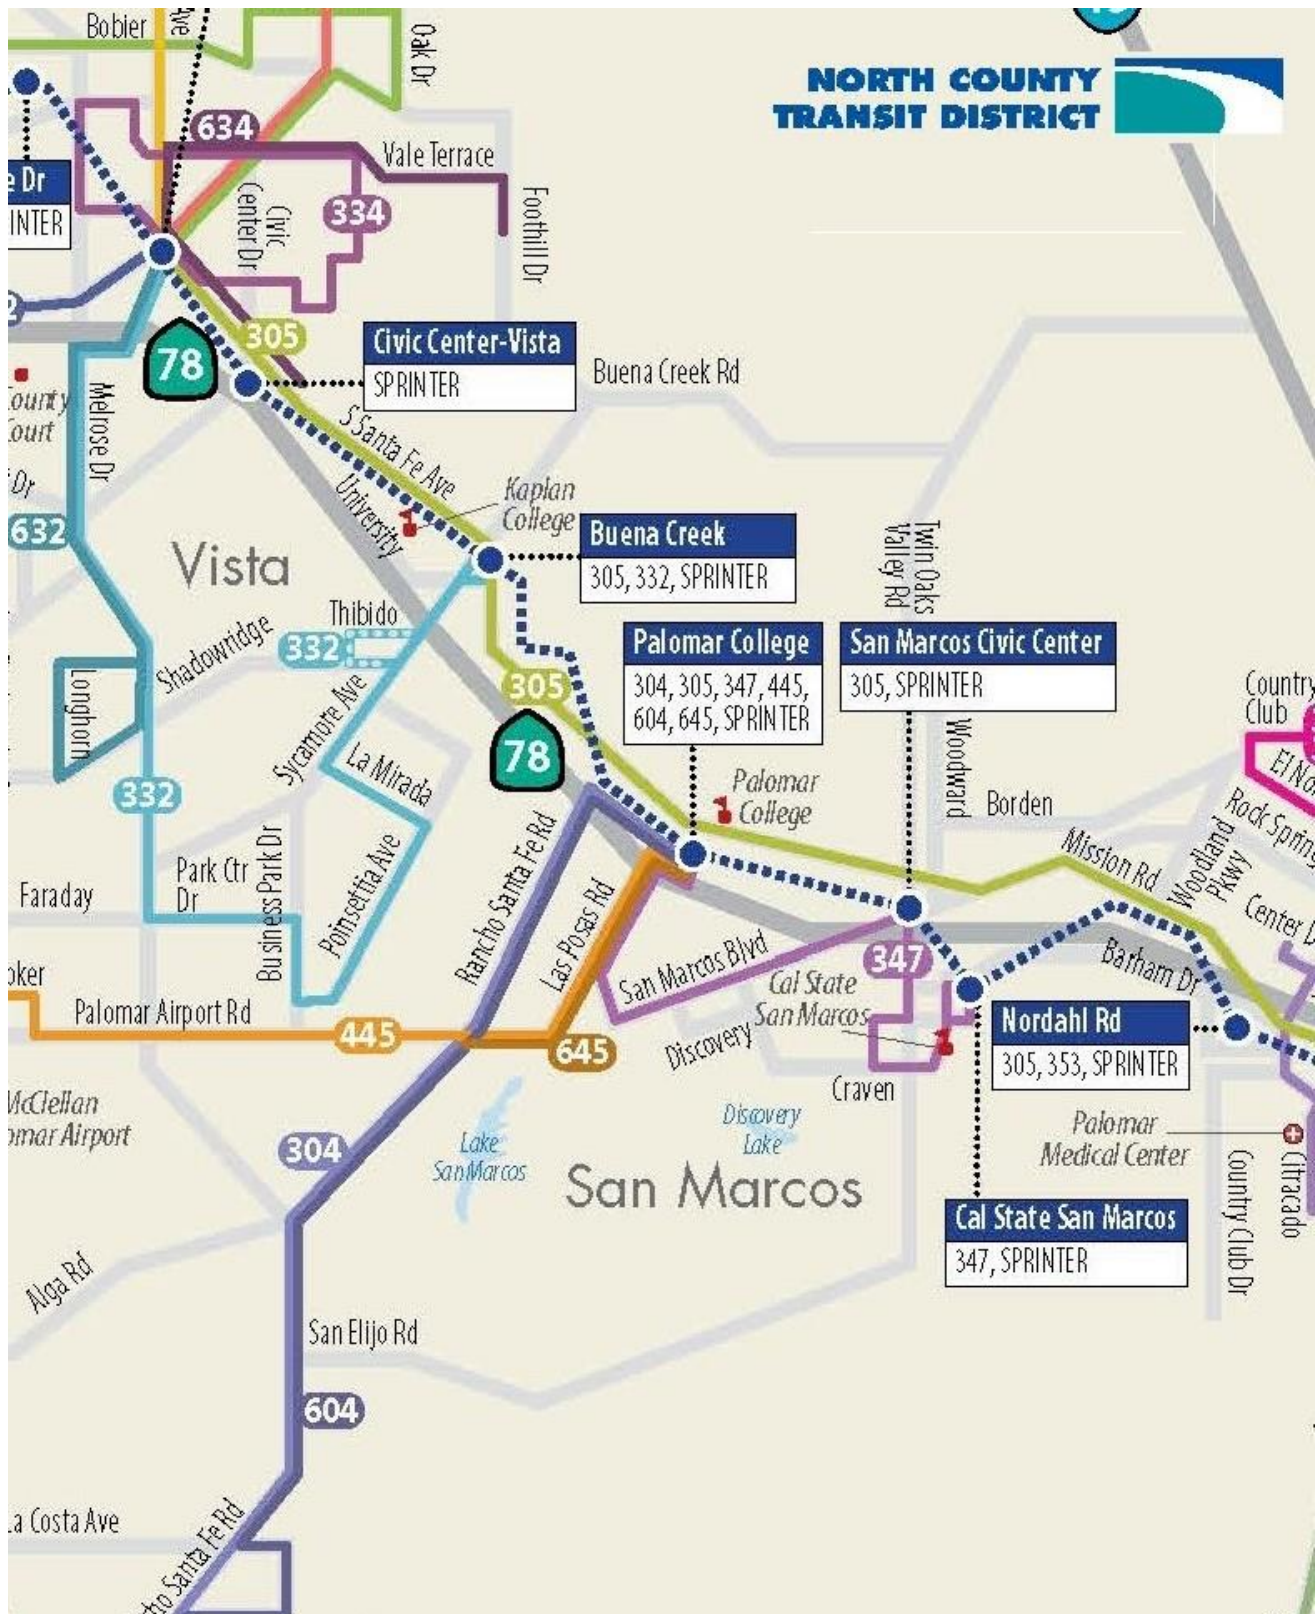 Bobier
Ave
Oak Dr
NORTH COUNTY
TRANSIT DISTRICT
634
Vale Terrace
334
Civic
Center Dr
Foothill Dr
Dr
305
78
Civic Center-Vista
SPRINTER
Buena Creek Rd
Melrose Dr
S Santa Fe Ave
University
Kaplan
College
Dr
632
Vista
Buena Creek
305, 332, SPRINTER
Twin Oaks
Valley Rd
Thibido
332
Shadowridge
Palomar College
304, 305, 347, 445,
604, 645, SPRINTER
San Marcos Civic Center
305, SPRINTER
Longhorn
Sycamore Ave
305
78
Country
Club
La Mirada
Woodward
332
Palomar
College
Borden
Mission Rd
Woodland
Pkwy
Rancho Santa Fe Rd
Park Ctr
Dr
Business Park Dr
Poinsettia Ave
Faraday
Las Posas Rd
San Marcos Blvd
347
Barham Dr
Cal State
San Marcos
Palomar Airport Rd
445
645
Discovery
Nordahl Rd
305, 353, SPRINTER
Craven
McClellan
304
Lake
San Marcos
Discovery
Lake
Palomar
Medical Center
San Marcos
Country Club Dr
Citracado
Cal State San Marcos
347, SPRINTER
Alga Rd
San Elijo Rd
604
La Costa Ave
Santa Fe Rd